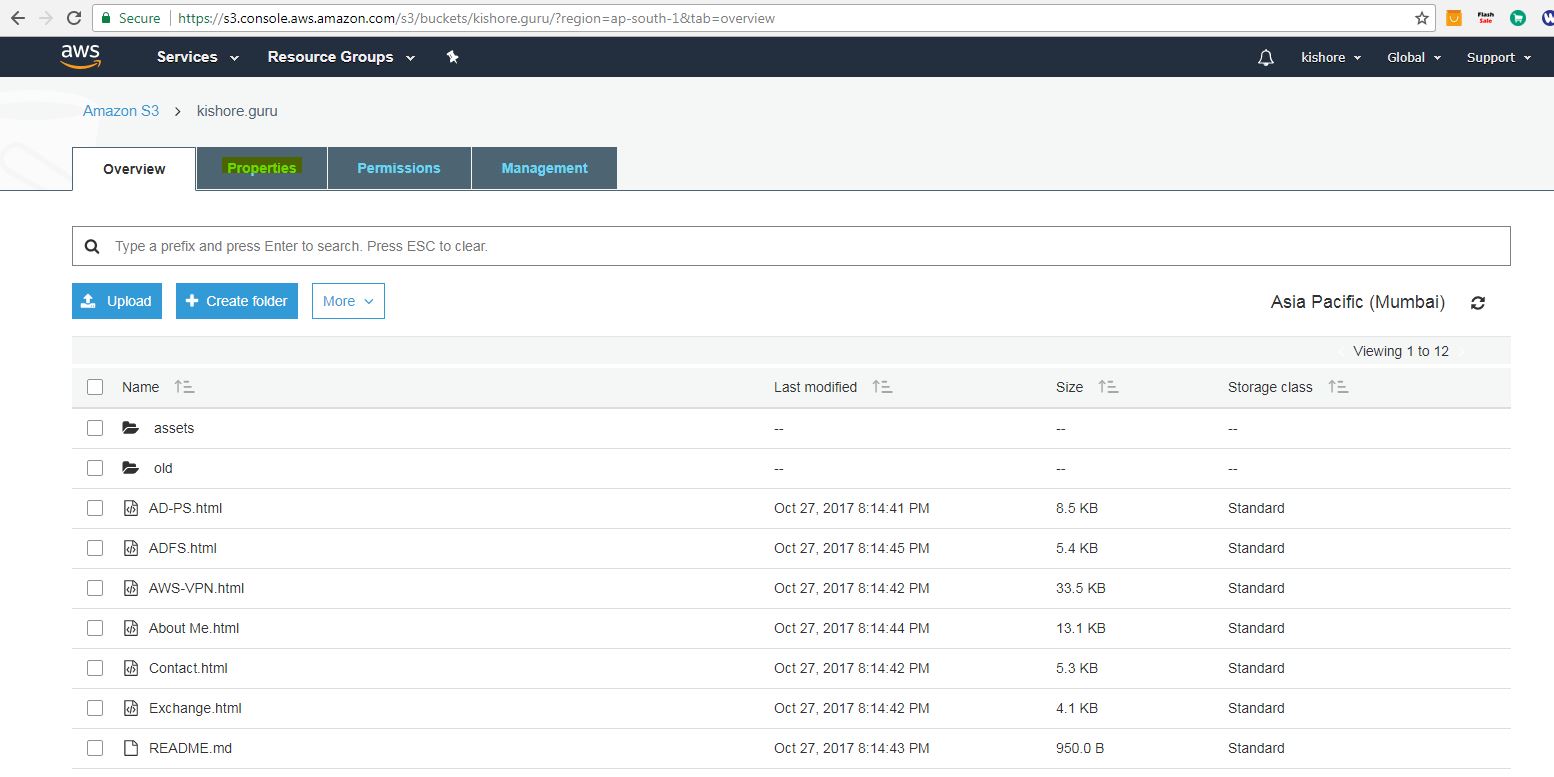 Secure https://s3.console.aws.amazon.com/s3/buckets/kishore.guru/?region=ap-south-1&tab=overview Flash Sale W
aws Services Resource Groups kishore Global Support
Amazon S3 > kishore.guru
Overview Properties Permissions Management
Type a prefix and press Enter to search. Press ESC to clear.
Upload + Create folder More Asia Pacific (Mumbai)
Viewing 1 to 12
Name Last modified Size Storage class
assets -- -- --
old -- -- --
AD-PS.html Oct 27, 2017 8:14:41 PM 8.5 KB Standard
ADFS.html Oct 27, 2017 8:14:45 PM 5.4 KB Standard
AWS-VPN.html Oct 27, 2017 8:14:42 PM 33.5 KB Standard
About Me.html Oct 27, 2017 8:14:44 PM 13.1 KB Standard
Contact.html Oct 27, 2017 8:14:42 PM 5.3 KB Standard
Exchange.html Oct 27, 2017 8:14:42 PM 4.1 KB Standard
README.md Oct 27, 2017 8:14:43 PM 950.0 B Standard